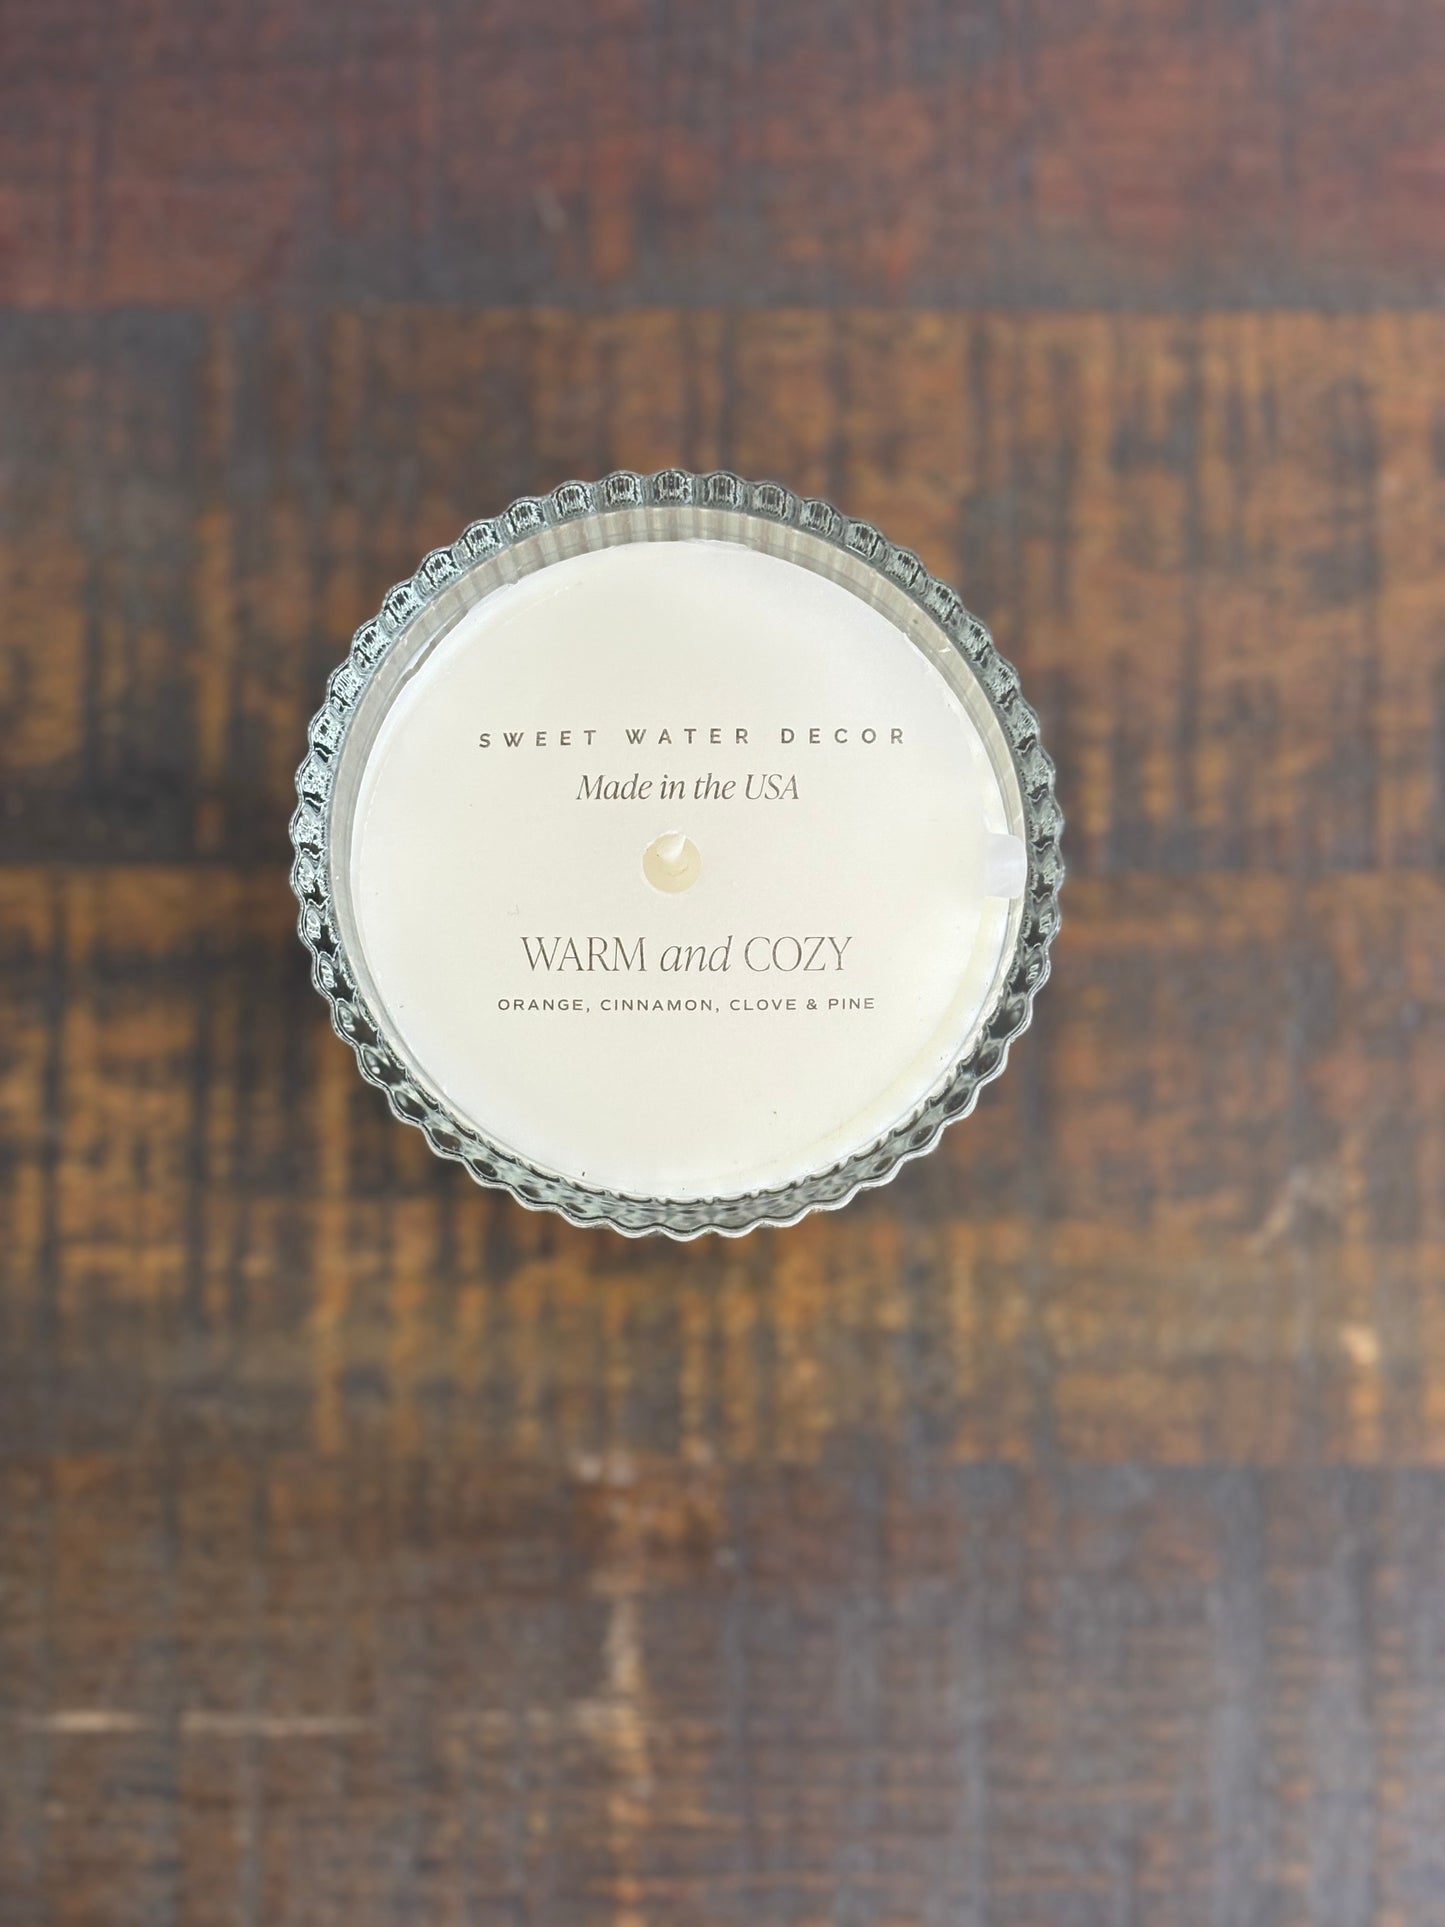 SWEET WATER DECOR
Made in the USA
WARM and COZY
ORANGE, CINNAMON, CLOVE & PINE